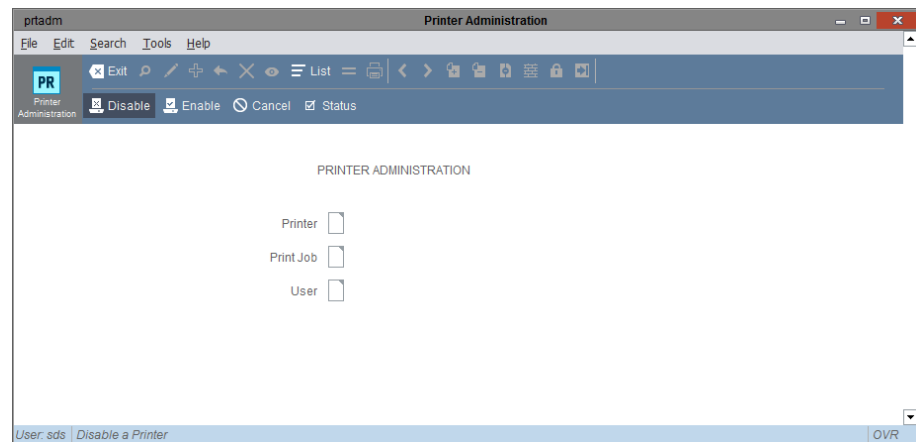 prtadm Printer Administration
File Edit Search Tools Help
PR
Printer
Administration
Exit List
Disable Enable Cancel Status
PRINTER ADMINISTRATION
Printer
Print Job
User
User: sds Disable a Printer OVR